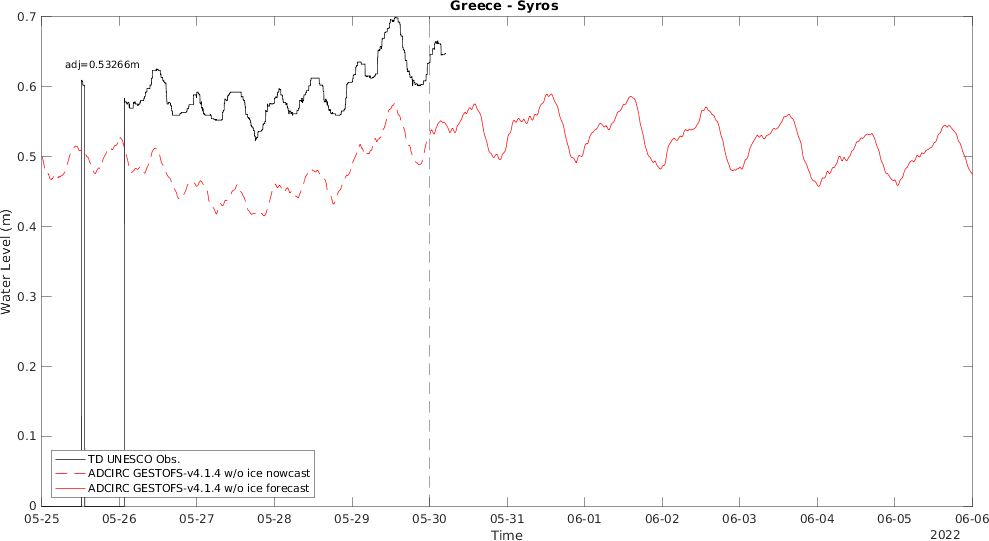 Greece - Syros
adj=0.53266m
0.7
0.6
0.5
0.4
0.3
0.2
0.1
0
Water Level (m)
TD UNESCO Obs.
ADCIRC GESTOFS-v4.1.4 w/o ice nowcast
ADCIRC GESTOFS-v4.1.4 w/o ice forecast
05-25 05-26 05-27 05-28 05-29 05-30 05-31 06-01 06-02 06-03 06-04 06-05 06-06
Time
2022